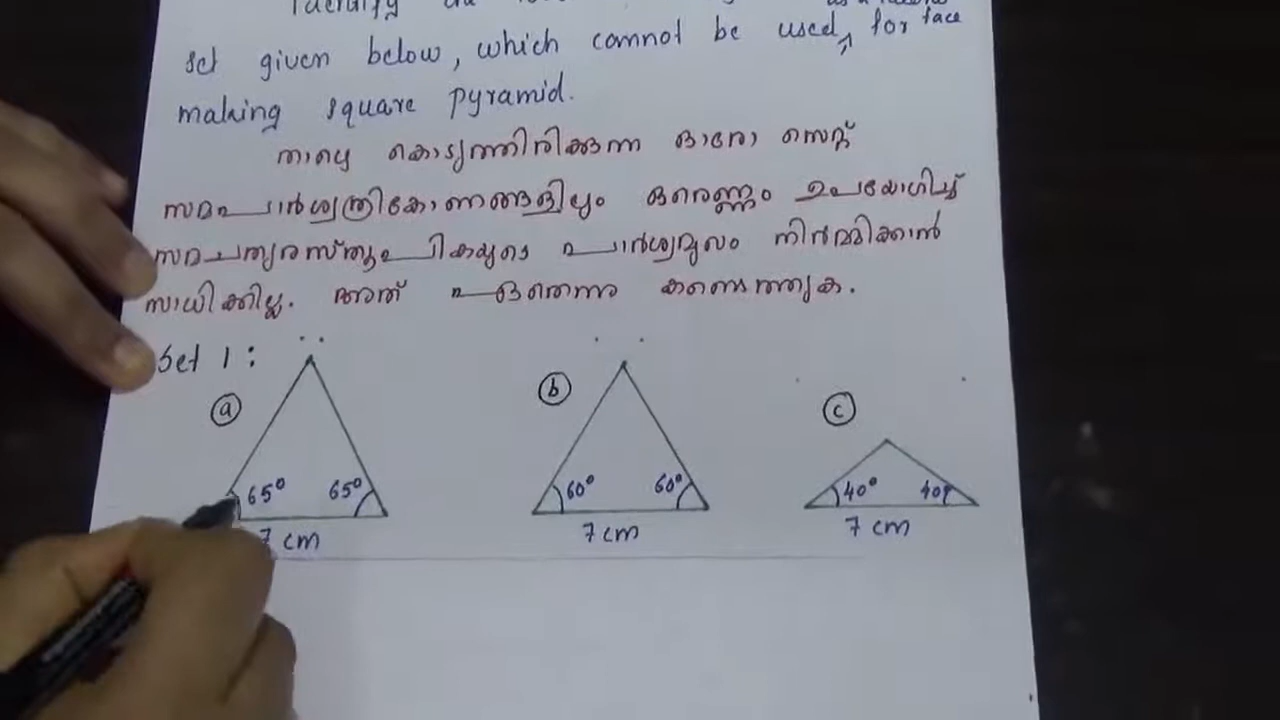 Identify
set given below, which cannot be used, for face
making square pyramid.
താഴെ കൊടുത്തിരിക്കുന്ന ഓരോ സെറ്റ്
സമപാർശ്വത്രികോണങ്ങളിലും ഒരെണ്ണം ഉപയോഗിച്ച്
സമചതുരസ്തൂപികയുടെ പാർശ്വമുഖം നിർമ്മിക്കാൻ
സാധിക്കില്ല. അത് ഏതെന്നു കണ്ടെത്തുക.
Set 1 :
a b c
65° 65° 60° 60° 40° 40°
7 cm 7 cm 7 cm